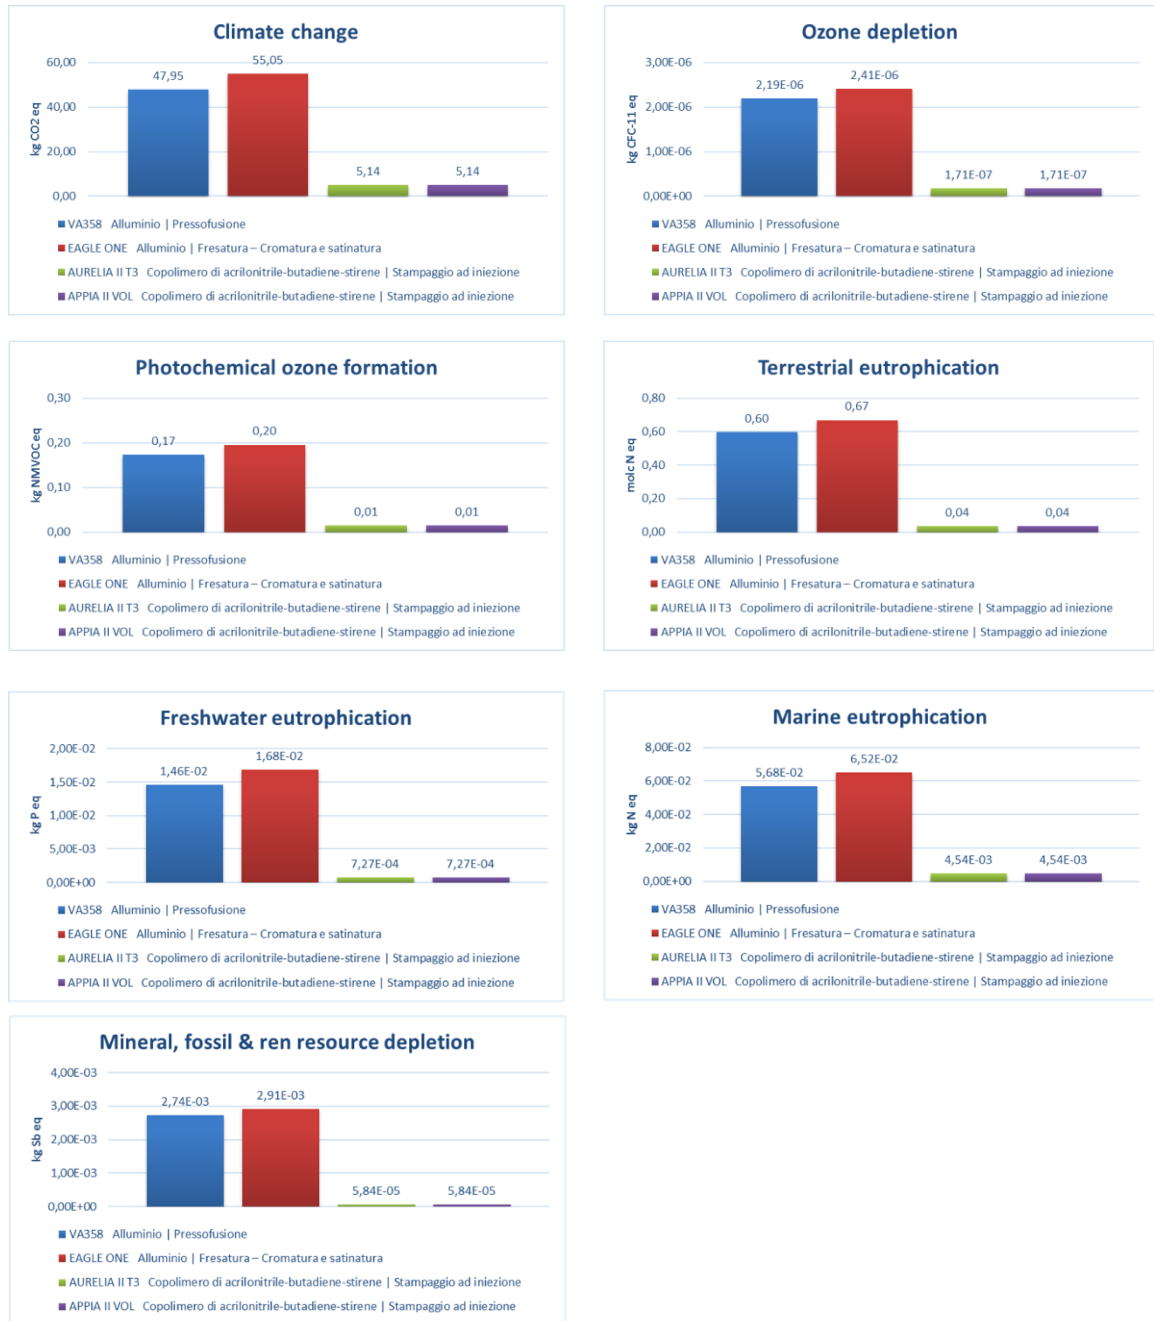 Climate change
60,00
40,00
20,00
0,00
kg CO2 eq
47,95
55,05
5,14
5,14
VA358 Alluminio | Pressofusione
EAGLE ONE Alluminio | Fresatura – Cromatura e satinatura
AURELIA II T3 Copolimero di acrilonitrile-butadiene-stirene | Stampaggio ad iniezione
APPIA II VOL Copolimero di acrilonitrile-butadiene-stirene | Stampaggio ad iniezione
Ozone depletion
3,00E-06
2,00E-06
1,00E-06
0,00E+00
kg CFC-11 eq
2,19E-06
2,41E-06
1,71E-07
1,71E-07
VA358 Alluminio | Pressofusione
EAGLE ONE Alluminio | Fresatura – Cromatura e satinatura
AURELIA II T3 Copolimero di acrilonitrile-butadiene-stirene | Stampaggio ad iniezione
APPIA II VOL Copolimero di acrilonitrile-butadiene-stirene | Stampaggio ad iniezione
Photochemical ozone formation
0,30
0,20
0,10
0,00
kg NMVOC eq
0,17
0,20
0,01
0,01
VA358 Alluminio | Pressofusione
EAGLE ONE Alluminio | Fresatura – Cromatura e satinatura
AURELIA II T3 Copolimero di acrilonitrile-butadiene-stirene | Stampaggio ad iniezione
APPIA II VOL Copolimero di acrilonitrile-butadiene-stirene | Stampaggio ad iniezione
Terrestrial eutrophication
0,80
0,60
0,40
0,20
0,00
molc N eq
0,60
0,67
0,04
0,04
VA358 Alluminio | Pressofusione
EAGLE ONE Alluminio | Fresatura – Cromatura e satinatura
AURELIA II T3 Copolimero di acrilonitrile-butadiene-stirene | Stampaggio ad iniezione
APPIA II VOL Copolimero di acrilonitrile-butadiene-stirene | Stampaggio ad iniezione
Freshwater eutrophication
2,00E-02
1,50E-02
1,00E-02
5,00E-03
0,00E+00
kg P eq
1,46E-02
1,68E-02
7,27E-04
7,27E-04
VA358 Alluminio | Pressofusione
EAGLE ONE Alluminio | Fresatura – Cromatura e satinatura
AURELIA II T3 Copolimero di acrilonitrile-butadiene-stirene | Stampaggio ad iniezione
APPIA II VOL Copolimero di acrilonitrile-butadiene-stirene | Stampaggio ad iniezione
Marine eutrophication
8,00E-02
6,00E-02
4,00E-02
2,00E-02
0,00E+00
kg N eq
5,68E-02
6,52E-02
4,54E-03
4,54E-03
VA358 Alluminio | Pressofusione
EAGLE ONE Alluminio | Fresatura – Cromatura e satinatura
AURELIA II T3 Copolimero di acrilonitrile-butadiene-stirene | Stampaggio ad iniezione
APPIA II VOL Copolimero di acrilonitrile-butadiene-stirene | Stampaggio ad iniezione
Mineral, fossil & ren resource depletion
4,00E-03
3,00E-03
2,00E-03
1,00E-03
0,00E+00
kg Sb eq
2,74E-03
2,91E-03
5,84E-05
5,84E-05
VA358 Alluminio | Pressofusione
EAGLE ONE Alluminio | Fresatura – Cromatura e satinatura
AURELIA II T3 Copolimero di acrilonitrile-butadiene-stirene | Stampaggio ad iniezione
APPIA II VOL Copolimero di acrilonitrile-butadiene-stirene | Stampaggio ad iniezione